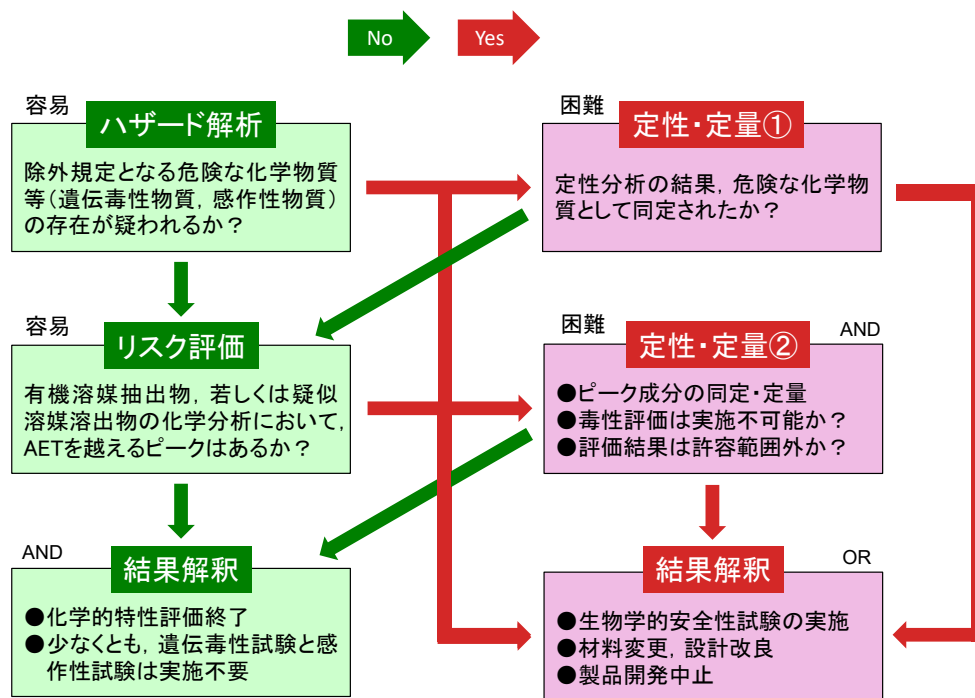 No
Yes
容易
ハザード解析
除外規定となる危険な化学物質
等（遺伝毒性物質，感作性物質）
の存在が疑われるか？
困難
定性・定量①
定性分析の結果，危険な化学物
質として同定されたか？
容易
リスク評価
有機溶媒抽出物，若しくは疑似
溶媒溶出物の化学分析において，
AETを越えるピークはあるか？
困難
AND
定性・定量②
●ピーク成分の同定・定量
●毒性評価は実施不可能か？
●評価結果は許容範囲外か？
AND
結果解釈
●化学的特性評価終了
●少なくとも，遺伝毒性試験と感
作性試験は実施不要
OR
結果解釈
●生物学的安全性試験の実施
●材料変更，設計改良
●製品開発中止